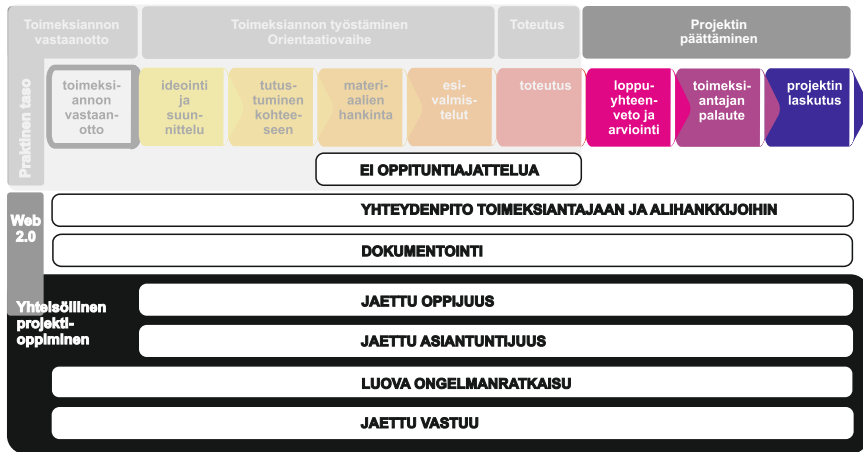 Toimeksiannon
vastaanotto
Toimeksiannon työstäminen
Orientaatiovaihe
Toteutus
Projektin
päättäminen
Praktinen taso
toimeksi-
annon
vastaan-
otto
ideointi
ja
suun-
nittelu
tutus-
tuminen
kohtee-
seen
materi-
aalien
hankinta
esi-
valmis-
telut
toteutus
loppu-
yhteen-
veto ja
arviointi
toimeksi-
antajan
palaute
projektin
laskutus
EI OPPITUNTIAJATTELUA
Web
2.0
YHTEYDENPITO TOIMEKSIANTAJAAN JA ALIHANKKIJOIHIN
DOKUMENTOINTI
Yhteisöllinen
projekti-
oppiminen
JAETTU OPPIJUUS
JAETTU ASIANTUNTIJUUS
LUOVA ONGELMANRATKAISU
JAETTU VASTUU